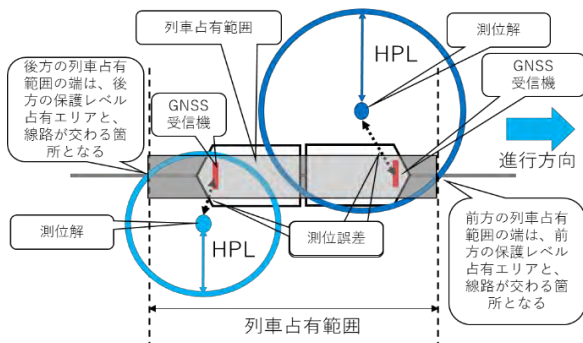 列車占有範囲
HPL
測位解
後方の列車占有
範囲の端は、後
方の保護レベル
占有エリアと、
線路が交わる箇
所となる
GNSS
受信機
GNSS
受信機
進行方向
測位解
HPL
測位誤差
前方の列車占有
範囲の端は、前
方の保護レベル
占有エリアと、
線路が交わる箇
所となる
列車占有範囲